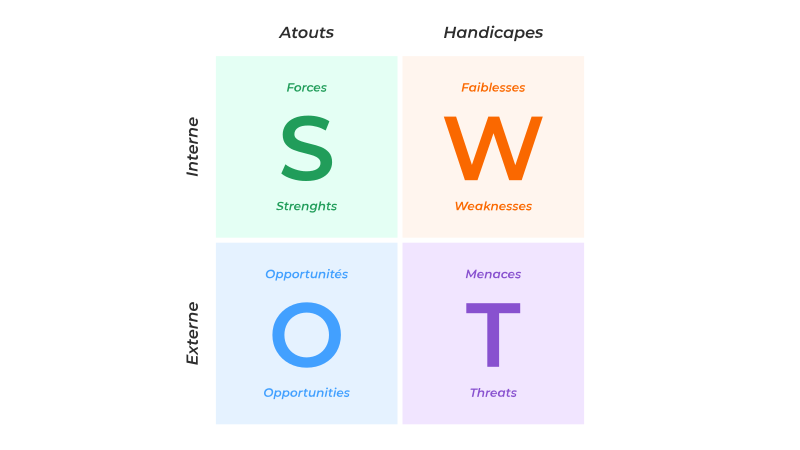 Atouts
Handicapes
Interne
Forces
S
Strenghts
Faiblesses
W
Weaknesses
Externe
Opportunités
O
Opportunities
Menaces
T
Threats